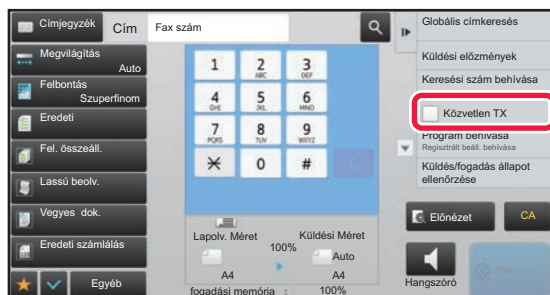 Címjegyzék
Cím
Fax szám
Globális címkeresés
Megvilágítás
Auto
Küldési előzmények
Felbontás
Szuperfinom
Keresési szám behívása
Eredeti
Közvetlen TX
Fel. összeáll.
Program behívása
Regisztrált beáll. behívása
Lassú beolv.
Küldés/fogadás állapot
ellenőrzése
Vegyes dok.
Eredeti számlálás
Egyéb
1
2
ABC
3
DEF
4
GHI
5
JKL
6
MNO
7
PQRS
8
TUV
9
WXYZ
0
#
Lapolv. Méret
100%
Küldési Méret
Auto
A4
A4
fogadási memória : 100%
Előnézet
CA
Hangszóró
Start